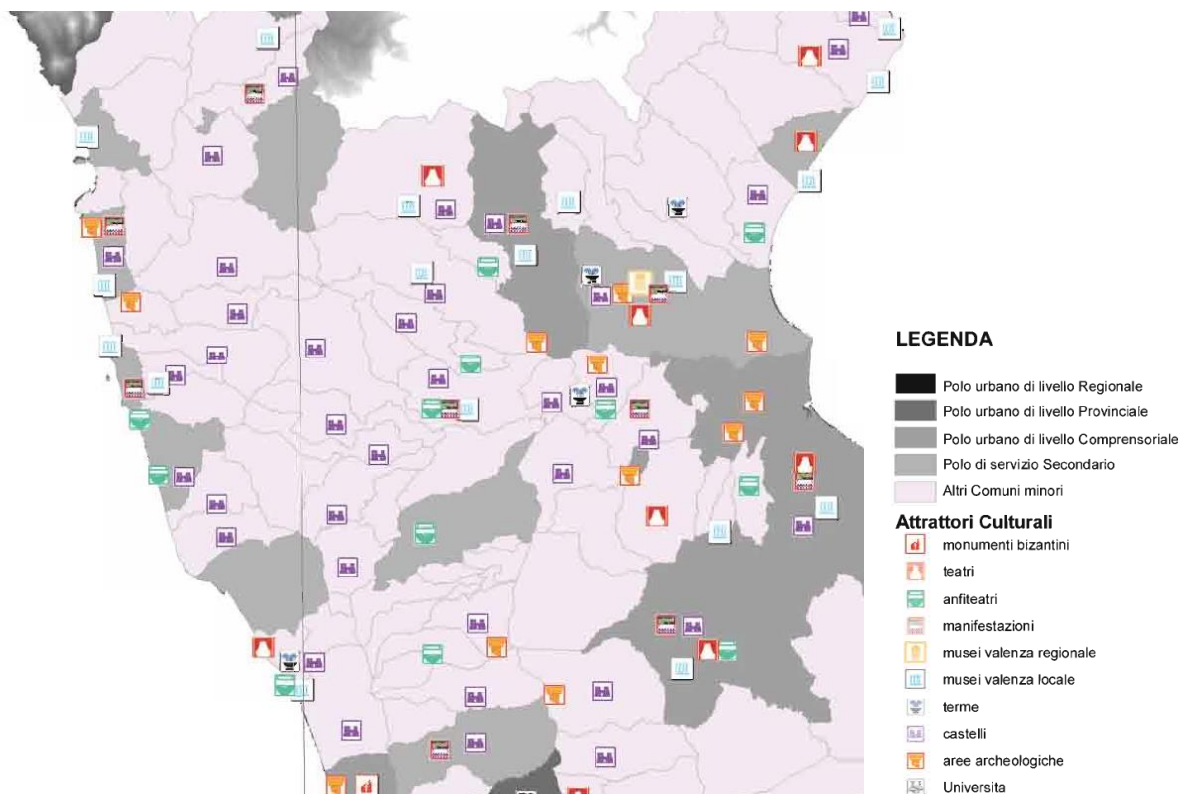 LEGENDA
Polo urbano di livello Regionale
Polo urbano di livello Provinciale
Polo urbano di livello Comprensoriale
Polo di servizio Secondario
Altri Comuni minori
Attrattori Culturali
monumenti bizantini
teatri
anfiteatri
manifestazioni
musei valenza regionale
musei valenza locale
terme
castelli
aree archeologiche
Universita